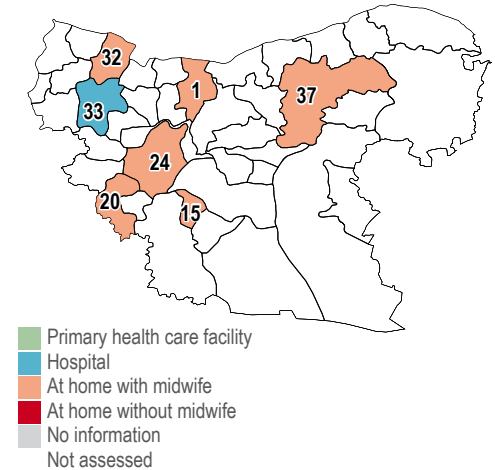 32
1
37
33
24
20
15
Primary health care facility
Hospital
At home with midwife
At home without midwife
No information
Not assessed